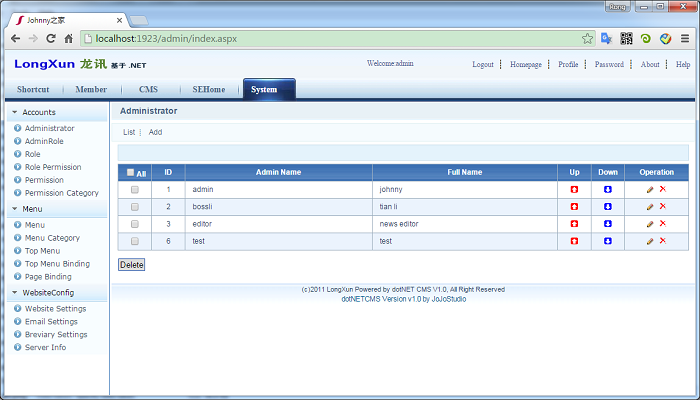 Johnny之家
Rong
localhost:1923/admin/index.aspx
LongXun 龙讯 基于 .NET
Welcome:admin
Logout
Homepage
Profile
Password
About
Help
Shortcut
Member
CMS
SEHome
System
Accounts
Administrator
AdminRole
Role
Role Permission
Permission
Permission Category
Menu
Menu
Menu Category
Top Menu
Top Menu Binding
Page Binding
WebsiteConfig
Website Settings
Email Settings
Breviary Settings
Server Info
Administrator
List Add
All ID Admin Name Full Name Up Down Operation
1 admin johnny
2 bossli tian li
3 editor news editor
6 test test
Delete
(c)2011 LongXun Powered by dotNET CMS V1.0, All Right Reserved
dotNETCMS Version v1.0 by JoJoStudio